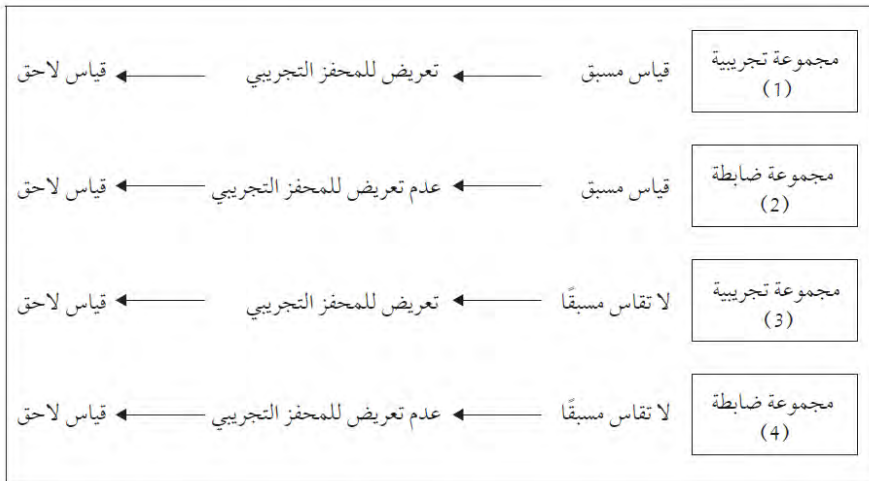 مجموعة تجريبية
(1)
قياس مسبق
تعريض للمحفز التجريبي
قياس لاحق
مجموعة ضابطة
(2)
قياس مسبق
عدم تعريض للمحفز التجريبي
قياس لاحق
مجموعة تجريبية
(3)
لا تقاس مسبقًا
تعريض للمحفز التجريبي
قياس لاحق
مجموعة ضابطة
(4)
لا تقاس مسبقًا
عدم تعريض للمحفز التجريبي
قياس لاحق